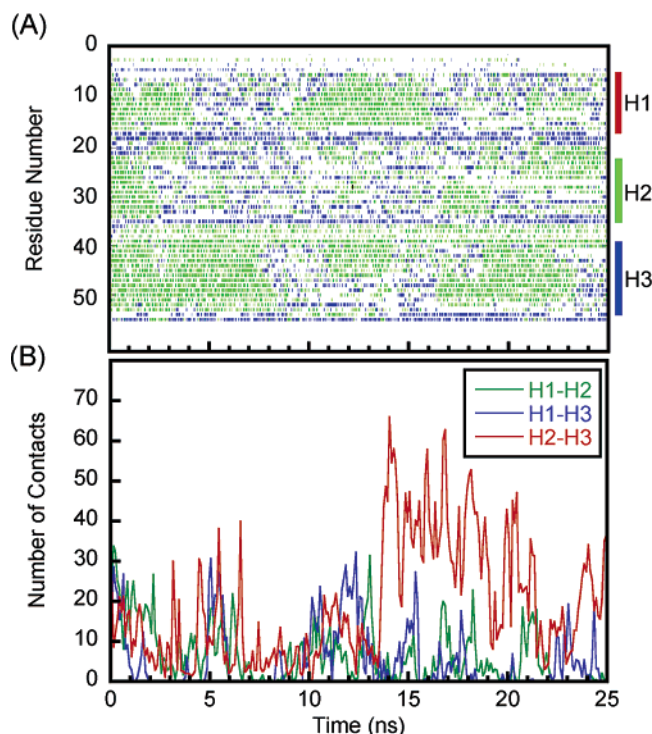 (A)
0
10
20
30
40
50
Residue Number
H1
H2
H3
(B)
70
60
50
40
30
20
10
0
Number of Contacts
H1-H2
H1-H3
H2-H3
0 5 10 15 20 25
Time (ns)